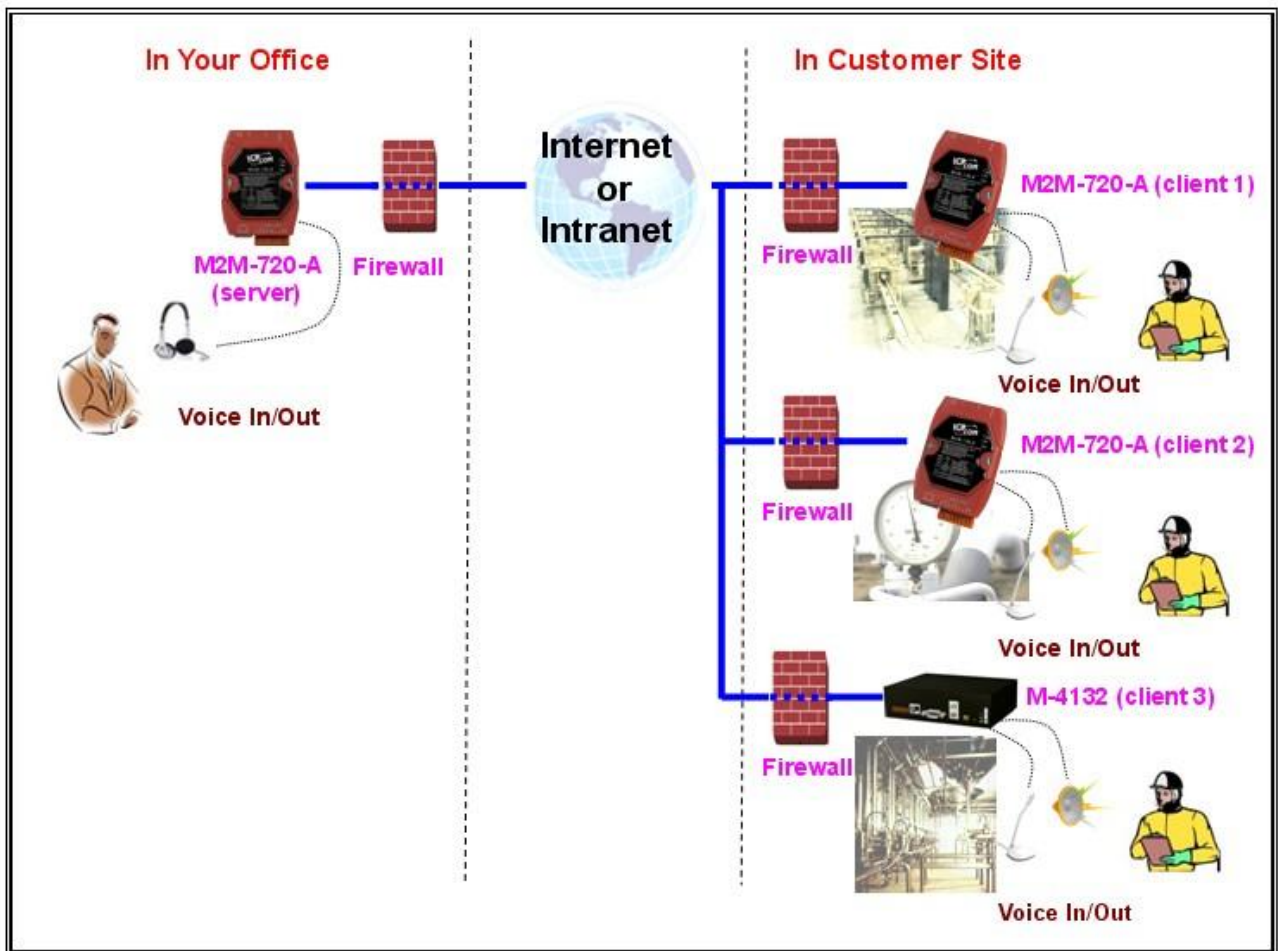 In Your Office
In Customer Site
Internet
or
Intranet
M2M-720-A
(server)
Firewall
Voice In/Out
Firewall
M2M-720-A (client 1)
Voice In/Out
Firewall
M2M-720-A (client 2)
Voice In/Out
Firewall
M-4132 (client 3)
Voice In/Out